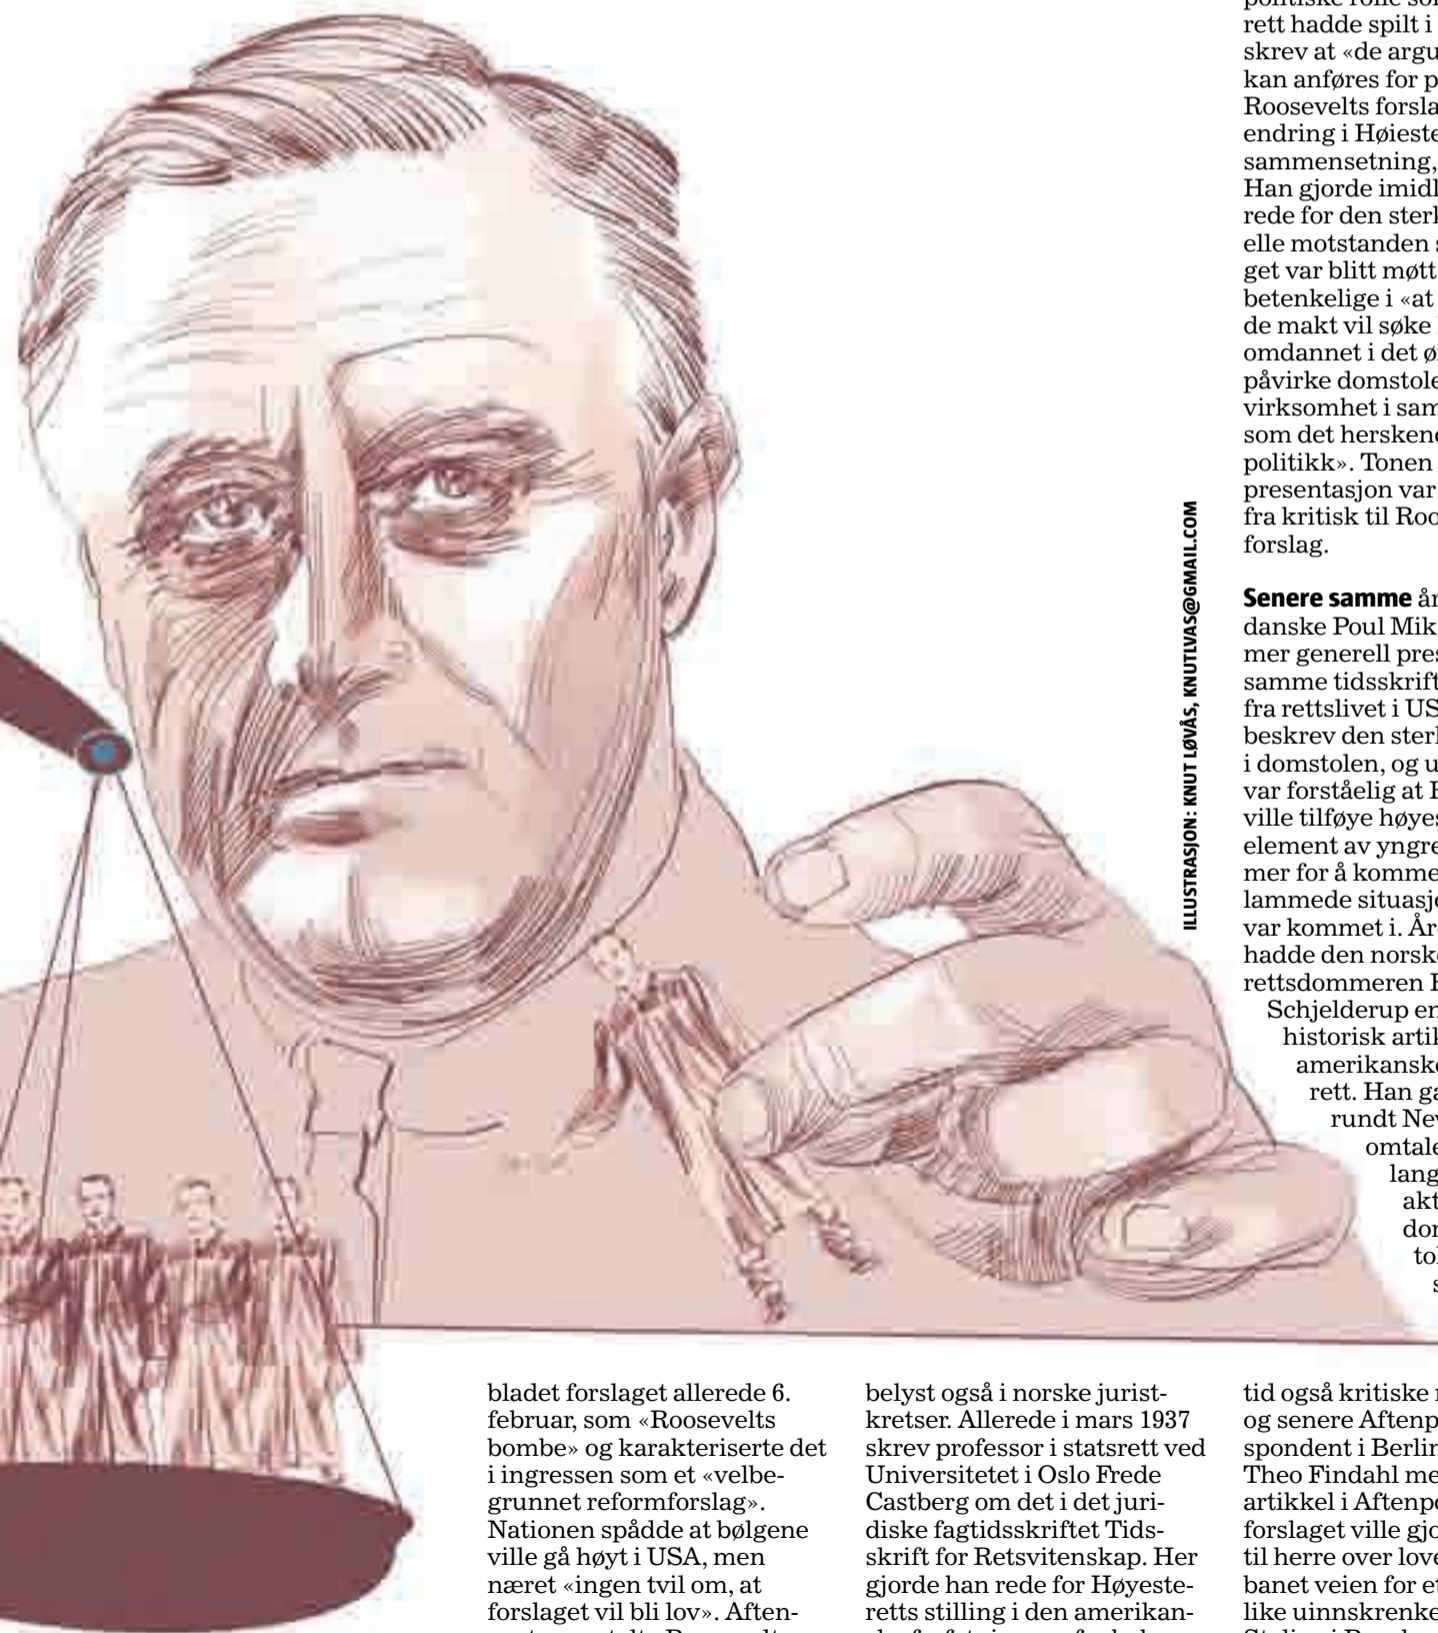 rett hadde spilt i
skrev at «de argu
kan anføres for p
Roosevelts forsla
endring i Høieste
sammensetning,
Han gjorde imidl
rede for den sterk
elle motstanden s
get var blitt møtt
betenkelige i «at
de makt vil søke
omdannet i det ø
påvirke domstole
virksomhet i sam
som det herskend
politikk». Tonen
presentasjon var
fra kritisk til Roo
forslag.
Senere samme år
danske Poul Mik
mer generell pres
samme tidsskrift
fra rettslivet i US
beskrev den sterk
i domstolen, og u
var forståelig at
ville tilføye høyes
element av yngre
mer for å komme
lammede situasjo
var kommet i. Åre
hadde den norske
rettsdommeren
Schjelderup en
historisk artik
amerikanske
rett. Han ga
rundt New
omtale
lang
akt
dom
tol
s
ILLUSTRASJON: KNUT LØVÅS, KNUTLVAS@GMAIL.COM
bladet forslaget allerede 6.
februar, som «Roosevelts
bombe» og karakteriserte det
i ingressen som et «velbe-
grunnet reformforslag».
Nationen spådde at bølgene
ville gå høyt i USA, men
næret «ingen tvil om, at
forslaget vil bli lov». Aften-
belyst også i norske jurist-
kretser. Allerede i mars 1937
skrev professor i statsrett ved
Universitetet i Oslo Frede
Castberg om det i det juri-
diske fagtidsskriftet Tids-
skrift for Retsvitenskap. Her
gjorde han rede for Høyeste-
retts stilling i den amerikan-
tid også kritiske
og senere Aftenp
spondent i Berlin
Theo Findahl me
artikkel i Aftenpo
forslaget ville gjø
til herre over love
banet veien for et
like uinnskrenke